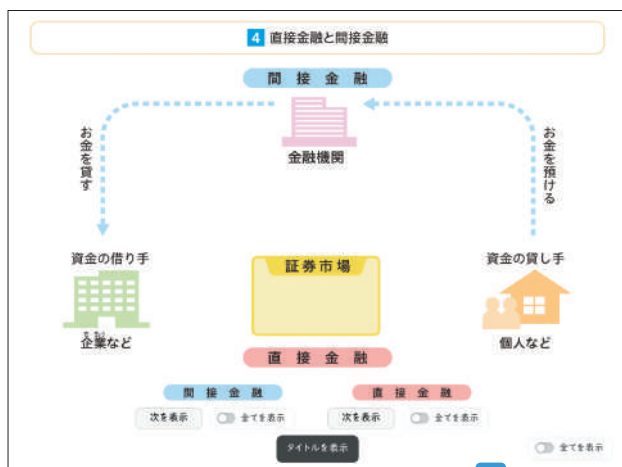 4 直接金融と間接金融
間接金融
金融機関
お金を貸す
お金を預ける
資金の借り手
きぎょう
企業など
証券市場
資金の貸し手
個人など
直接金融
間接金融
直接金融
次を表示 全てを表示
次を表示 全てを表示
タイトルを表示
全てを表示